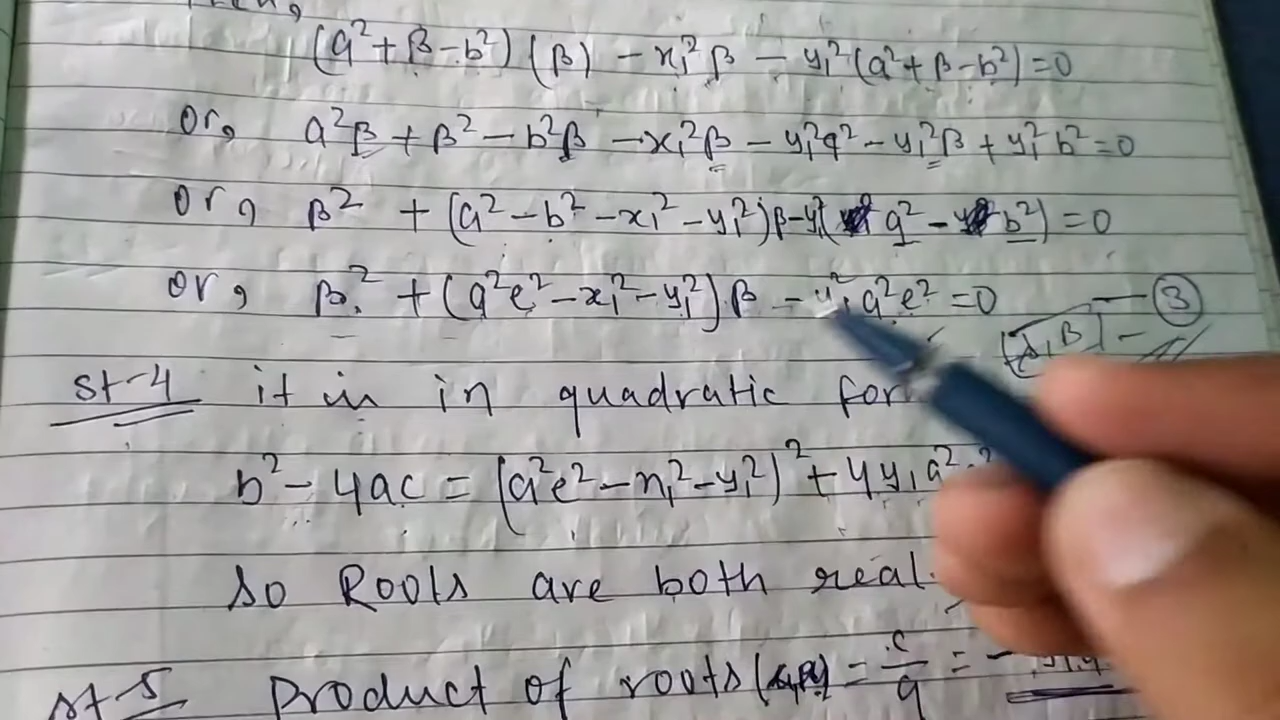 (a²+β-b²)(β) - x₁²β - y₁²(a²+β-b²)=0
or, a²β + β² - b²β - x₁²β - y₁²a² - y₁²β + y₁²b²=0
or, β² + (a²-b²-x₁²-y₁²)β-y₁²(a²-b²)=0
or, β² + (a²e²-x₁²-y₁²)β - y₁²a²e²=0 — ③
st-4 it in in quadratic
b²-4ac = (a²e²-x₁²-y₁²)²+4y₁a²
so Roots are both real.
st-5 product of roots = c/a = -